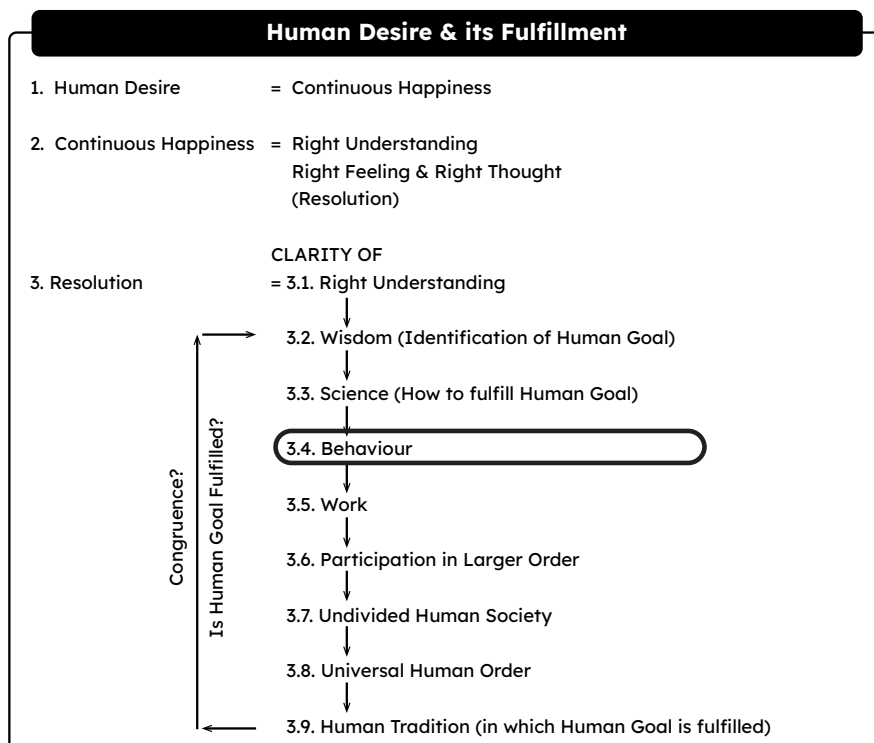 Human Desire & its Fulfillment
1. Human Desire = Continuous Happiness
2. Continuous Happiness = Right Understanding
Right Feeling & Right Thought
(Resolution)
CLARITY OF
3. Resolution = 3.1. Right Understanding
3.2. Wisdom (Identification of Human Goal)
3.3. Science (How to fulfill Human Goal)
3.4. Behaviour
3.5. Work
3.6. Participation in Larger Order
3.7. Undivided Human Society
3.8. Universal Human Order
3.9. Human Tradition (in which Human Goal is fulfilled)
Congruence?
Is Human Goal Fulfilled?